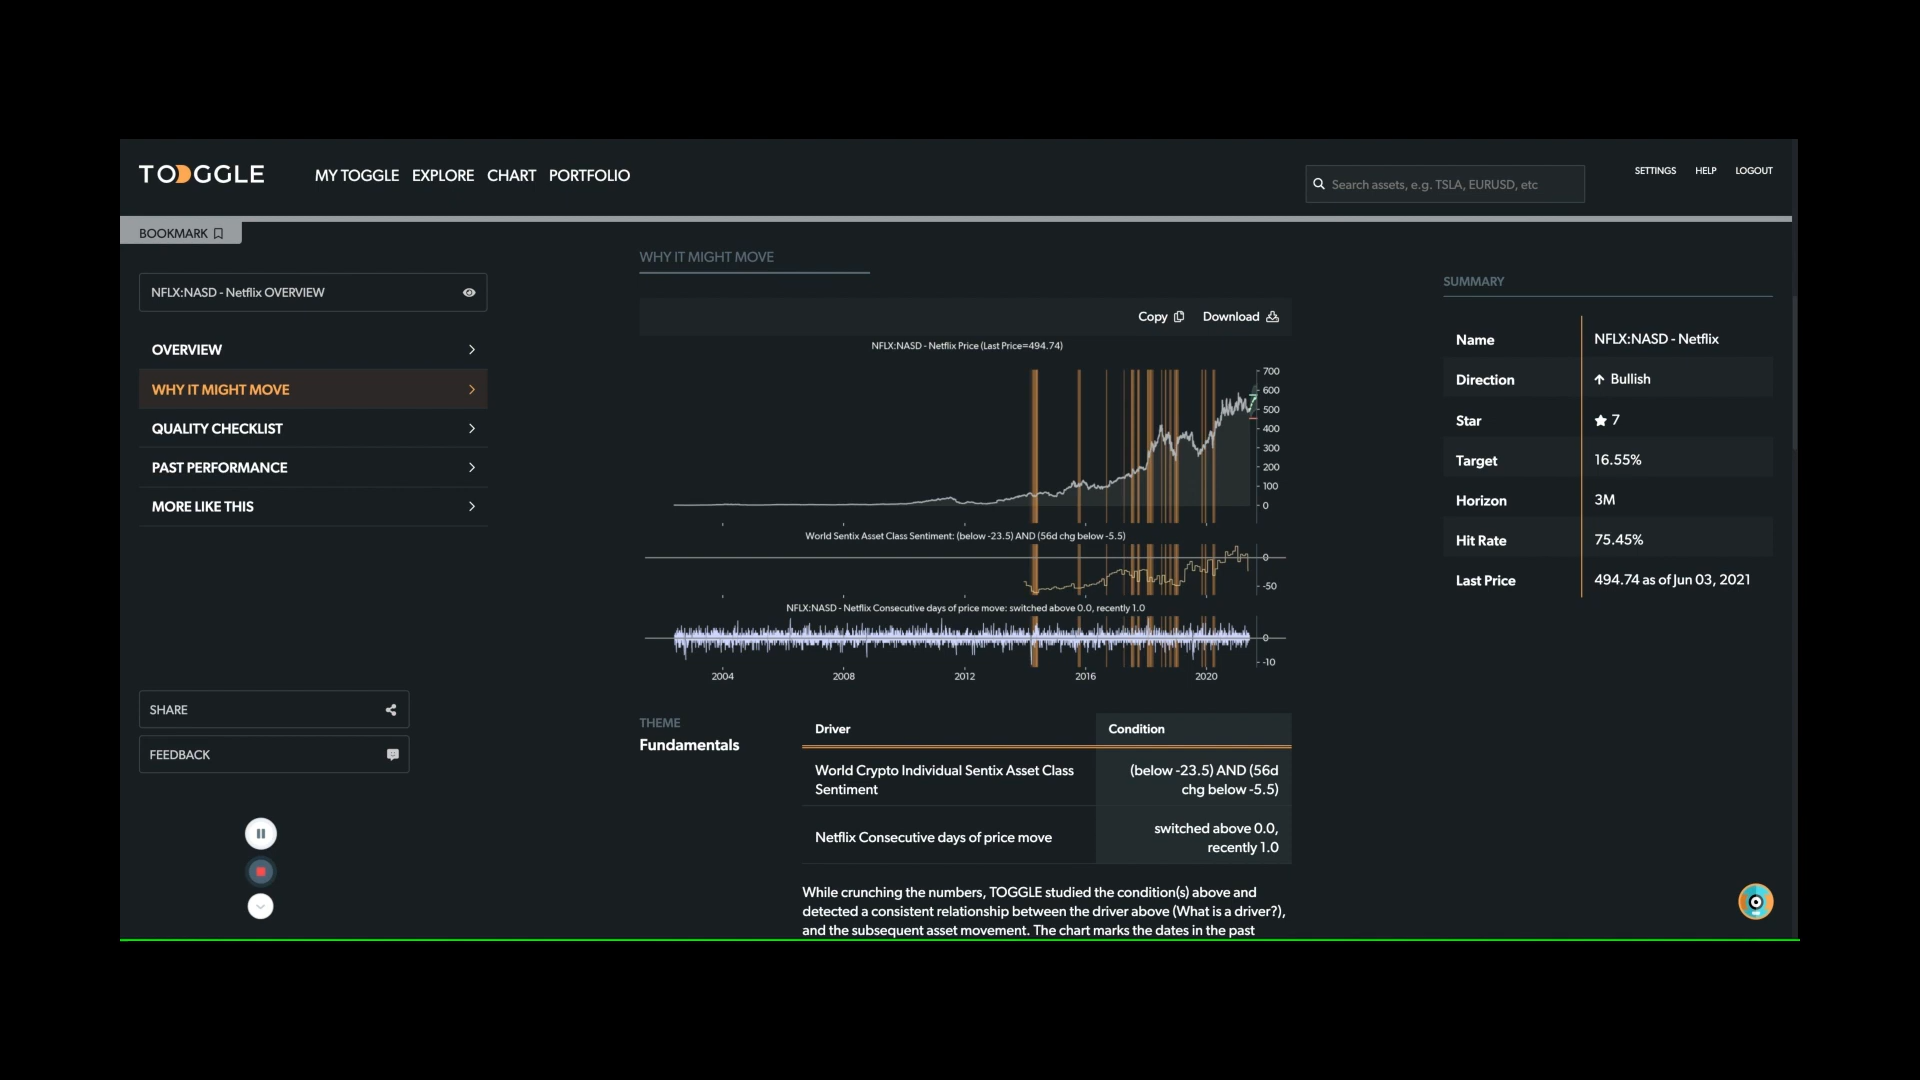 TOGGLE
MY TOGGLE EXPLORE CHART PORTFOLIO
Search assets, e.g. TSLA, EURUSD, etc
SETTINGS HELP LOGOUT
BOOKMARK
NFLX:NASD - Netflix OVERVIEW
OVERVIEW
WHY IT MIGHT MOVE
QUALITY CHECKLIST
PAST PERFORMANCE
MORE LIKE THIS
SHARE
FEEDBACK
WHY IT MIGHT MOVE
Copy Download
NFLX:NASD - Netflix Price (Last Price=494.74)
700
600
500
400
300
200
100
0
World Sentix Asset Class Sentiment: (below -23.5) AND (56d chg below -5.5)
0
-50
NFLX:NASD - Netflix Consecutive days of price move: switched above 0.0, recently 1.0
0
-10
2004 2008 2012 2016 2020
THEME
Fundamentals
Driver Condition
World Crypto Individual Sentix Asset Class
Sentiment
(below -23.5) AND (56d
chg below -5.5)
Netflix Consecutive days of price move
switched above 0.0,
recently 1.0
While crunching the numbers, TOGGLE studied the condition(s) above and
detected a consistent relationship between the driver above (What is a driver?),
and the subsequent asset movement. The chart marks the dates in the past
SUMMARY
Name NFLX:NASD - Netflix
Direction Bullish
Star 7
Target 16.55%
Horizon 3M
Hit Rate 75.45%
Last Price 494.74 as of Jun 03, 2021